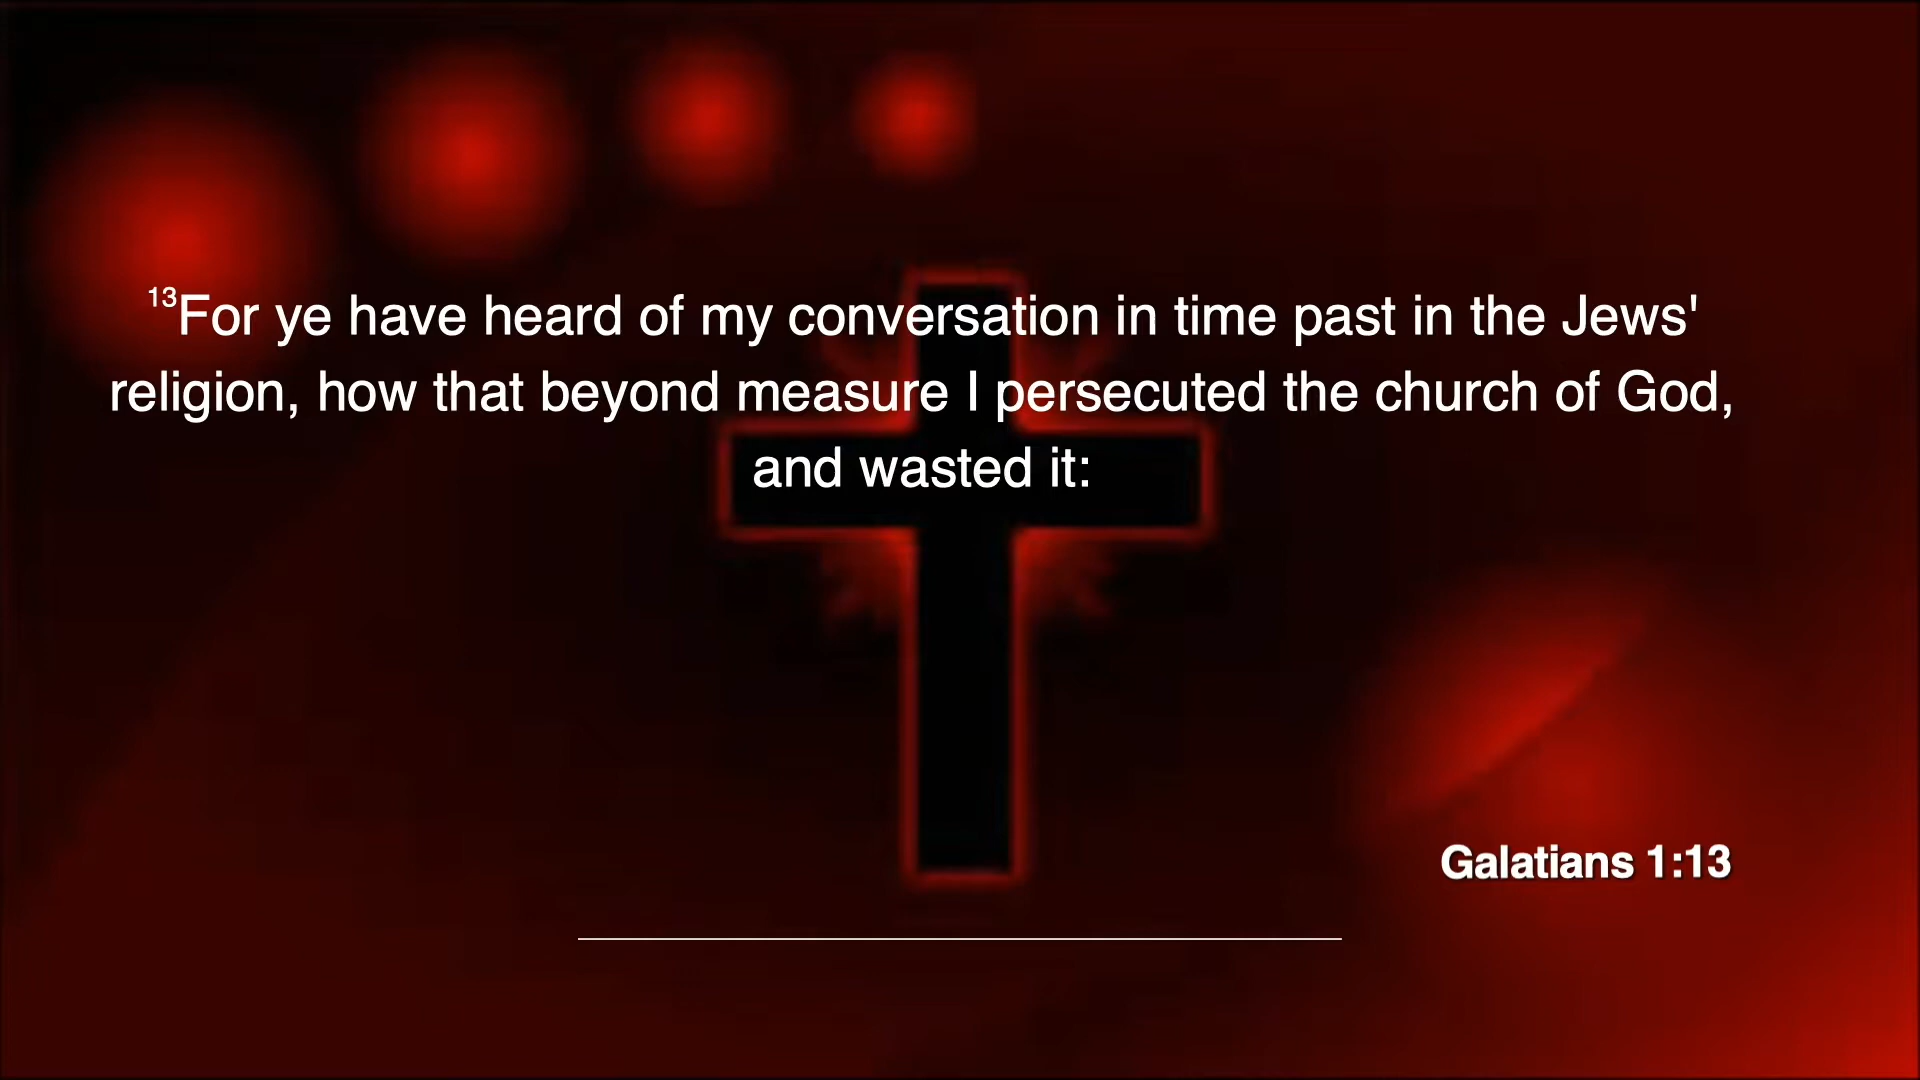 13For ye have heard of my conversation in time past in the Jews'
religion, how that beyond measure I persecuted the church of God,
and wasted it:
Galatians 1:13